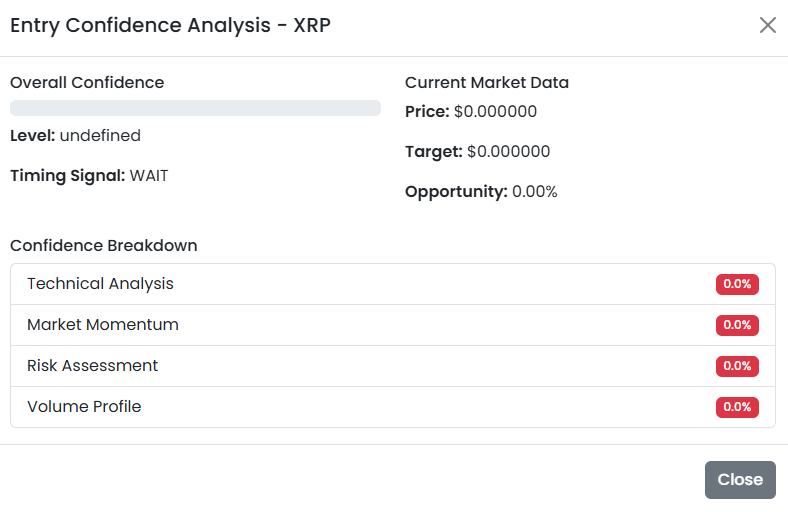 Entry Confidence Analysis - XRP
Overall Confidence
Level: undefined
Timing Signal: WAIT
Current Market Data
Price: $0.000000
Target: $0.000000
Opportunity: 0.00%
Confidence Breakdown
Technical Analysis 0.0%
Market Momentum 0.0%
Risk Assessment 0.0%
Volume Profile 0.0%
Close